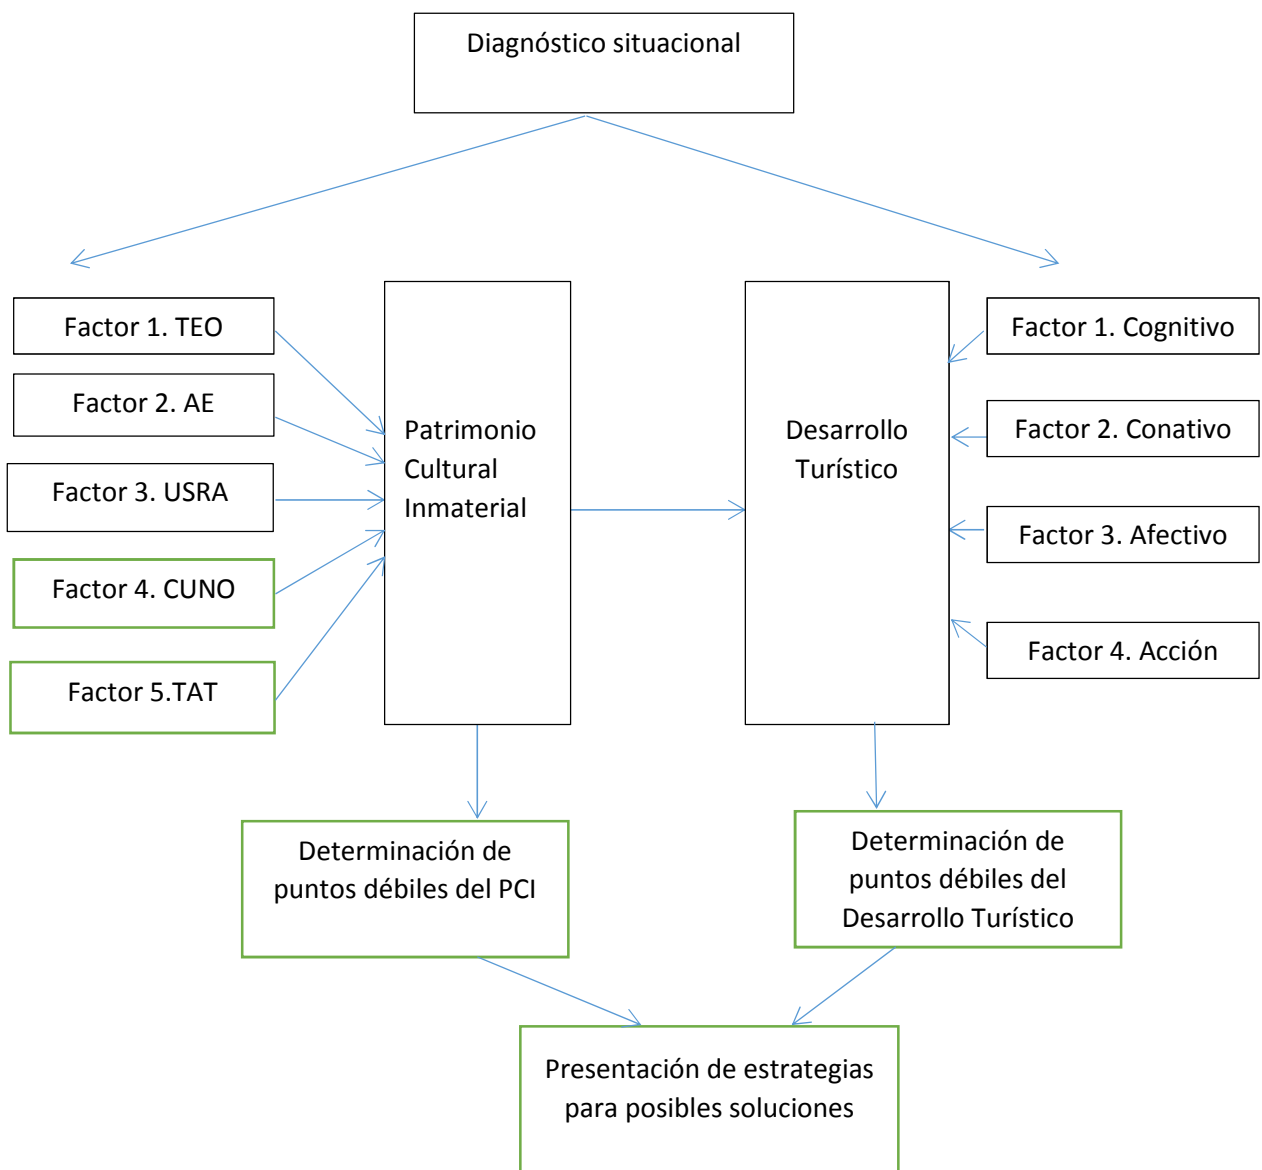 Diagnóstico situacional
Factor 1. TEO
Factor 2. AE
Factor 3. USRA
Factor 4. CUNO
Factor 5.TAT
Patrimonio
Cultural
Inmaterial
Desarrollo
Turístico
Factor 1. Cognitivo
Factor 2. Conativo
Factor 3. Afectivo
Factor 4. Acción
Determinación de
puntos débiles del PCI
Determinación de
puntos débiles del
Desarrollo Turístico
Presentación de estrategias
para posibles soluciones